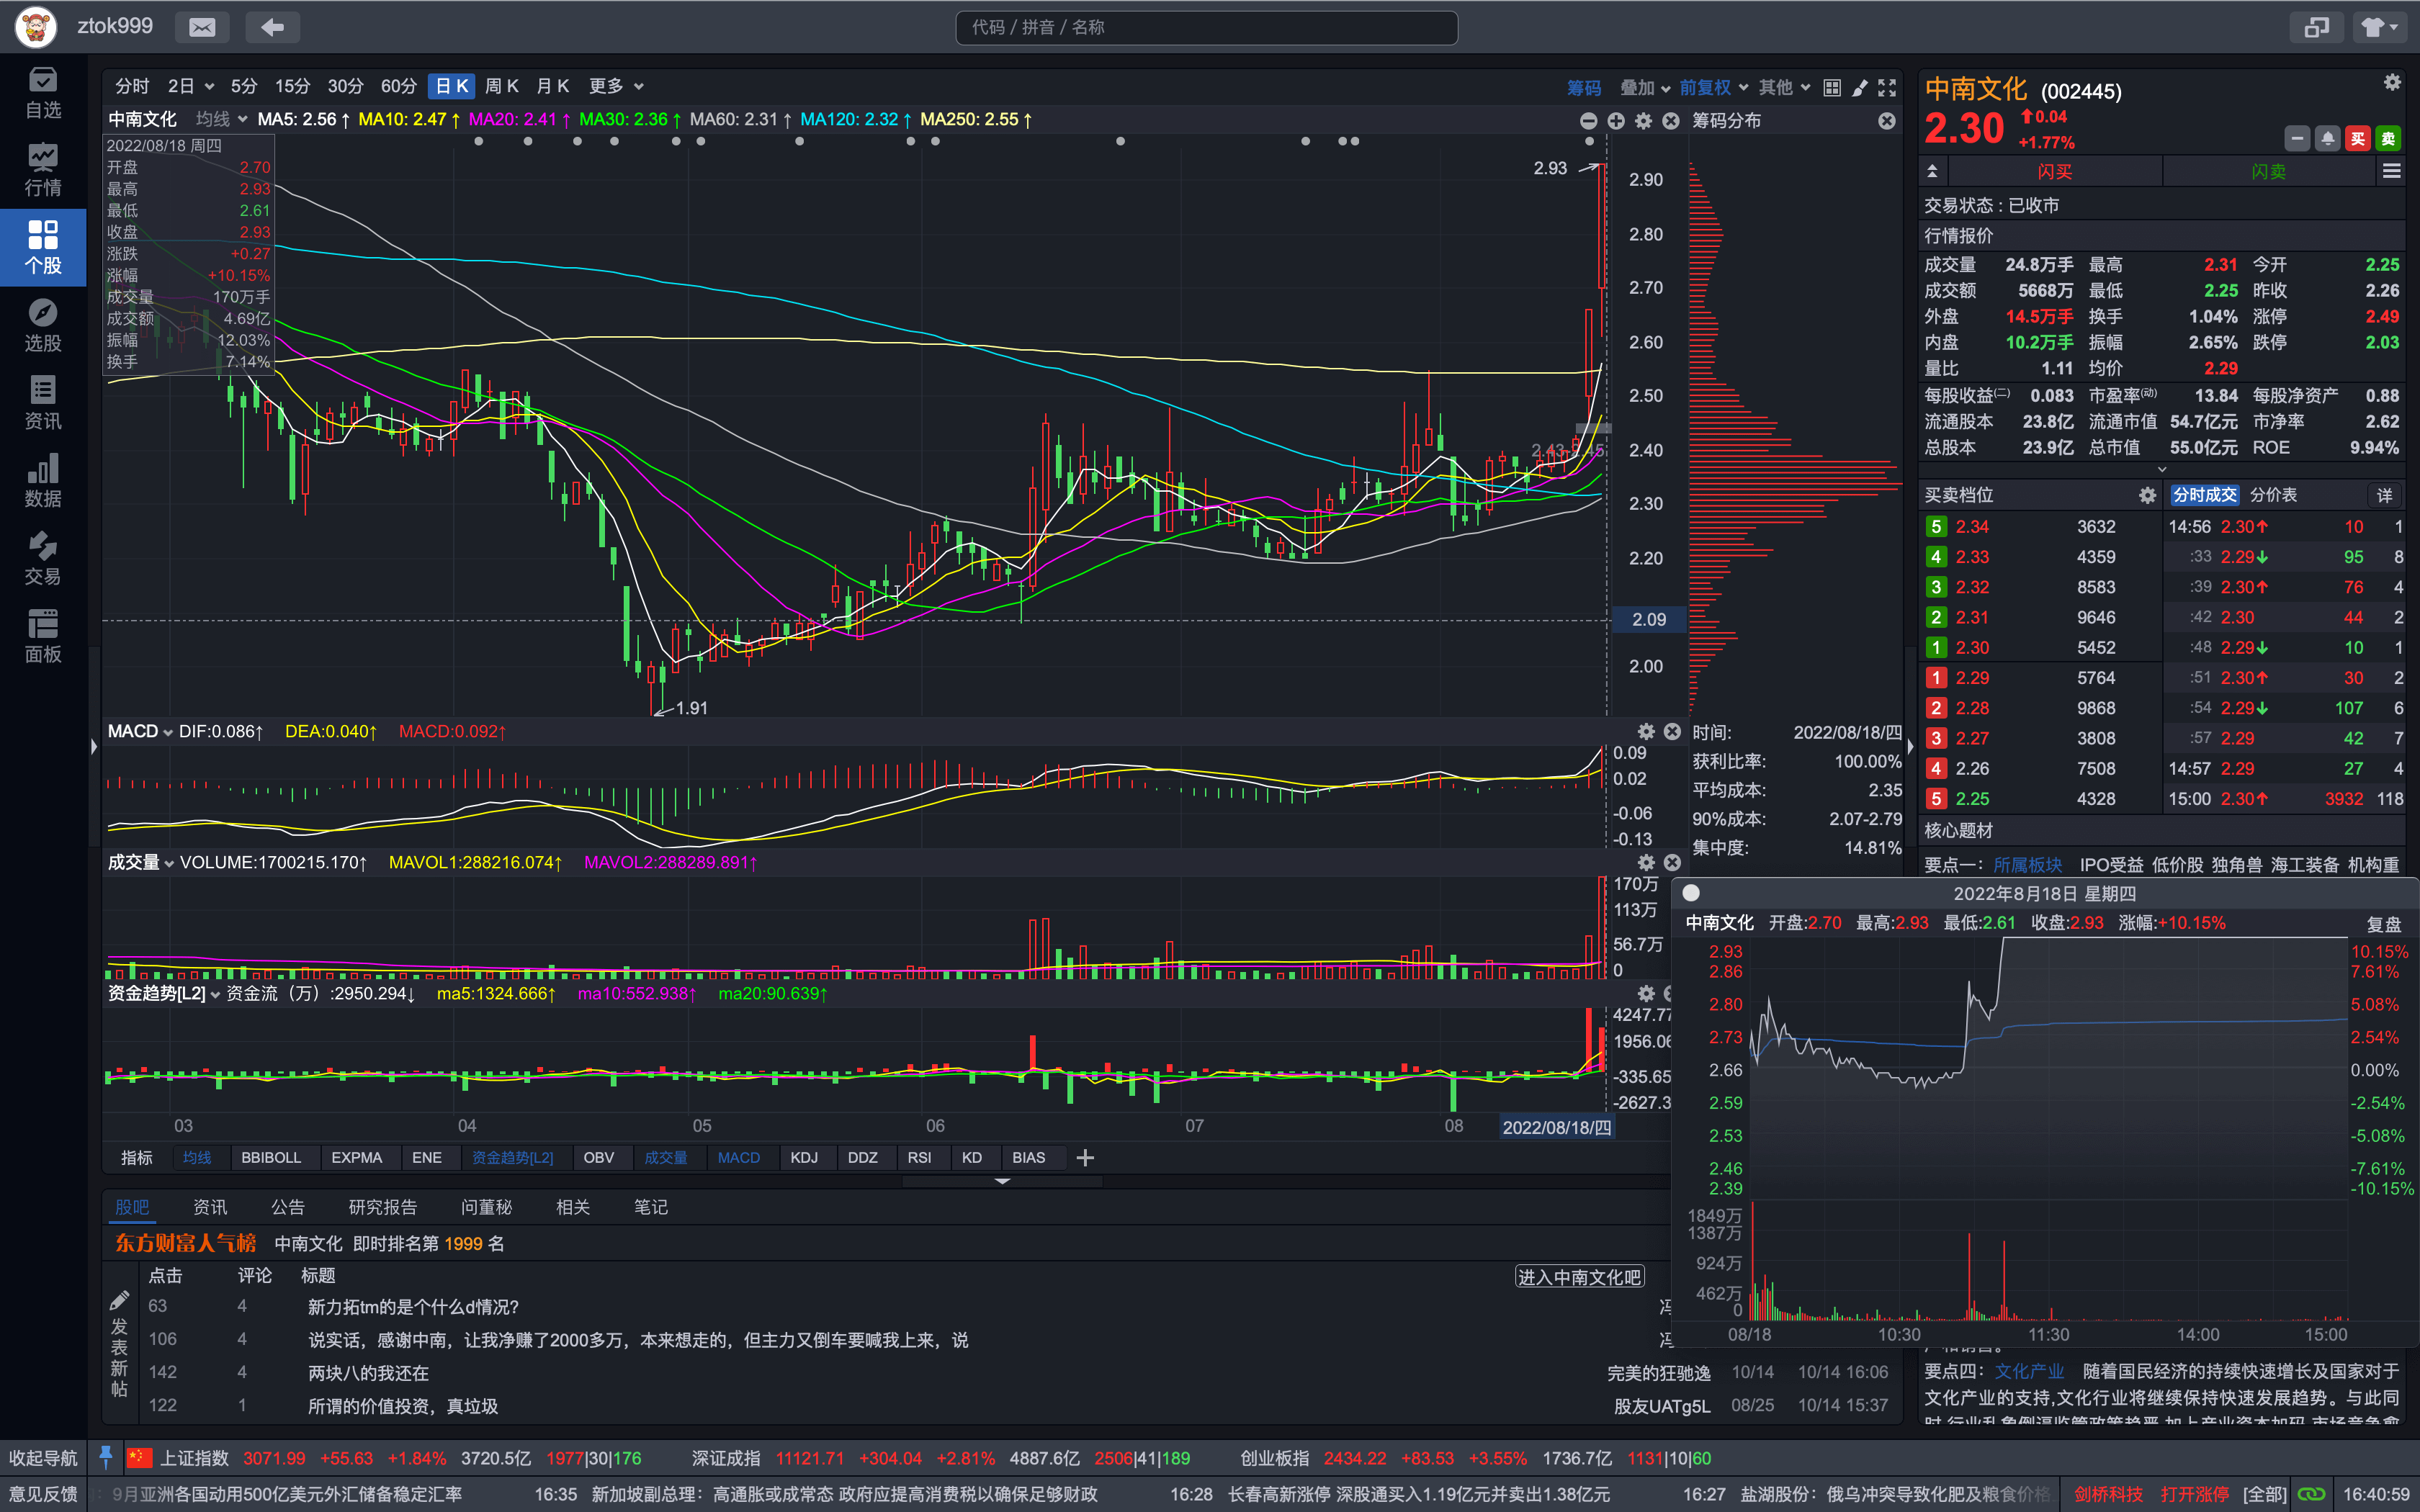 ztok999
代码 / 拼音 / 名称
自选
行情
个股
选股
资讯
数据
交易
面板
分时 2日 5分 15分 30分 60分 日K 周K 月K 更多 筹码 叠加 前复权 其他
中南文化 均线 MA5: 2.56↑ MA10: 2.47↑ MA20: 2.41↑ MA30: 2.36↑ MA60: 2.31↑ MA120: 2.32↑ MA250: 2.55↑
2022/08/18 周四
开盘 2.70
最高 2.93
最低 2.61
收盘 2.93
涨跌 +0.27
涨幅 +10.15%
成交量 170万手
成交额 4.69亿
振幅 12.03%
换手 7.14%
2.93
2.43-2.45
1.91
2.90
2.80
2.70
2.60
2.50
2.40
2.30
2.20
2.09
2.00
筹码分布
时间: 2022/08/18/四
获利比率: 100.00%
平均成本: 2.35
90%成本: 2.07-2.79
集中度: 14.81%
MACD DIF:0.086↑ DEA:0.040↑ MACD:0.092↑
0.09
0.02
-0.06
-0.13
成交量 VOLUME:1700215.170↑ MAVOL1:288216.074↑ MAVOL2:288289.891↑
170万
113万
56.7万
0
资金趋势[L2] 资金流（万）:2950.294↓ ma5:1324.666↑ ma10:552.938↑ ma20:90.639↑
4247.77
1956.06
-335.65
-2627.3
03 04 05 06 07 08 2022/08/18/四
指标 均线 BBIBOLL EXPMA ENE 资金趋势[L2] OBV 成交量 MACD KDJ DDZ RSI KD BIAS
股吧 资讯 公告 研究报告 问董秘 相关 笔记
东方财富人气榜 中南文化 即时排名第 1999 名
点击 评论 标题 进入中南文化吧
发表新帖
63 4 新力拓tm的是个什么d情况? 冯
106 4 说实话，感谢中南，让我净赚了2000多万，本来想走的，但主力又倒车要喊我上来，说 冯
142 4 两块八的我还在 完美的狂驰逸 10/14 10/14 16:06
122 1 所谓的价值投资，真垃圾 股友UATg5L 08/25 10/14 15:37
中南文化 (002445)
2.30 0.04
+1.77%
买 卖
闪买 闪卖
交易状态 : 已收市
行情报价
成交量 24.8万手 最高 2.31 今开 2.25
成交额 5668万 最低 2.25 昨收 2.26
外盘 14.5万手 换手 1.04% 涨停 2.49
内盘 10.2万手 振幅 2.65% 跌停 2.03
量比 1.11 均价 2.29
每股收益(二) 0.083 市盈率(动) 13.84 每股净资产 0.88
流通股本 23.8亿 流通市值 54.7亿元 市净率 2.62
总股本 23.9亿 总市值 55.0亿元 ROE 9.94%
买卖档位 分时成交 分价表 详
5 2.34 3632 14:56 2.30↑ 10 1
4 2.33 4359 :33 2.29↓ 95 8
3 2.32 8583 :39 2.30↑ 76 4
2 2.31 9646 :42 2.30 44 2
1 2.30 5452 :48 2.29↓ 10 1
1 2.29 5764 :51 2.30↑ 30 2
2 2.28 9868 :54 2.29↓ 107 6
3 2.27 3808 :57 2.29 42 7
4 2.26 7508 14:57 2.29 27 4
5 2.25 4328 15:00 2.30↑ 3932 118
核心题材
要点一: 所属板块 IPO受益 低价股 独角兽 海工装备 机构重
2022年8月18日 星期四
中南文化 开盘:2.70 最高:2.93 最低:2.61 收盘:2.93 涨幅:+10.15% 复盘
2.93 10.15%
2.86 7.61%
2.80 5.08%
2.73 2.54%
2.66 0.00%
2.59 -2.54%
2.53 -5.08%
2.46 -7.61%
2.39 -10.15%
1849万
1387万
924万
462万
0
08/18 10:30 11:30 14:00 15:00
要点四: 文化产业 随着国民经济的持续快速增长及国家对于
文化产业的支持,文化行业将继续保持快速发展趋势。与此同
收起导航 上证指数 3071.99 +55.63 +1.84% 3720.5亿 1977|30|176 深证成指 11121.71 +304.04 +2.81% 4887.6亿 2506|41|189 创业板指 2434.22 +83.53 +3.55% 1736.7亿 1131|10|60
意见反馈 9月亚洲各国动用500亿美元外汇储备稳定汇率 16:35 新加坡副总理：高通胀或成常态 政府应提高消费税以确保足够财政 16:28 长春高新涨停 深股通买入1.19亿元并卖出1.38亿元 16:27 盐湖股份：俄乌冲突导致化肥及粮食价格 剑桥科技 打开涨停 [全部] 16:40:59